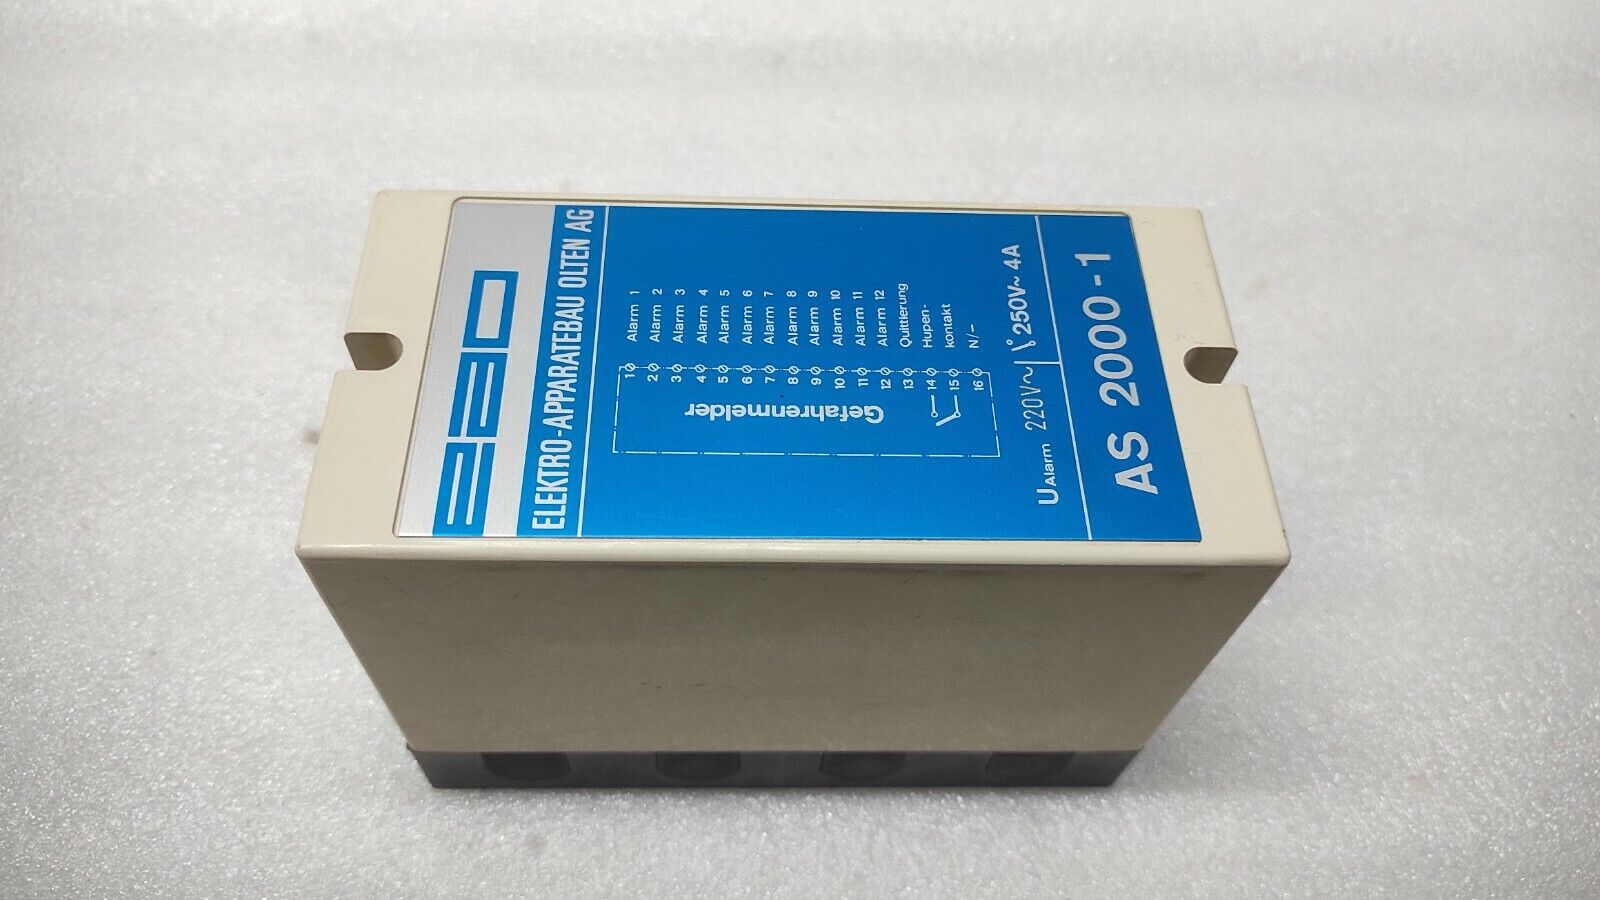 eao
ELEKTRO-APPARATEBAU OLTEN AG
1 Alarm 1
2 Alarm 2
3 Alarm 3
4 Alarm 4
5 Alarm 5
6 Alarm 6
7 Alarm 7
8 Alarm 8
9 Alarm 9
10 Alarm 10
11 Alarm 11
12 Alarm 12
13 Quittierung
14 Hupen-
15 kontakt
16 N/-
Gefahrenmelder
UAlarm 220V~ 250V~ 4A
AS 2000-1